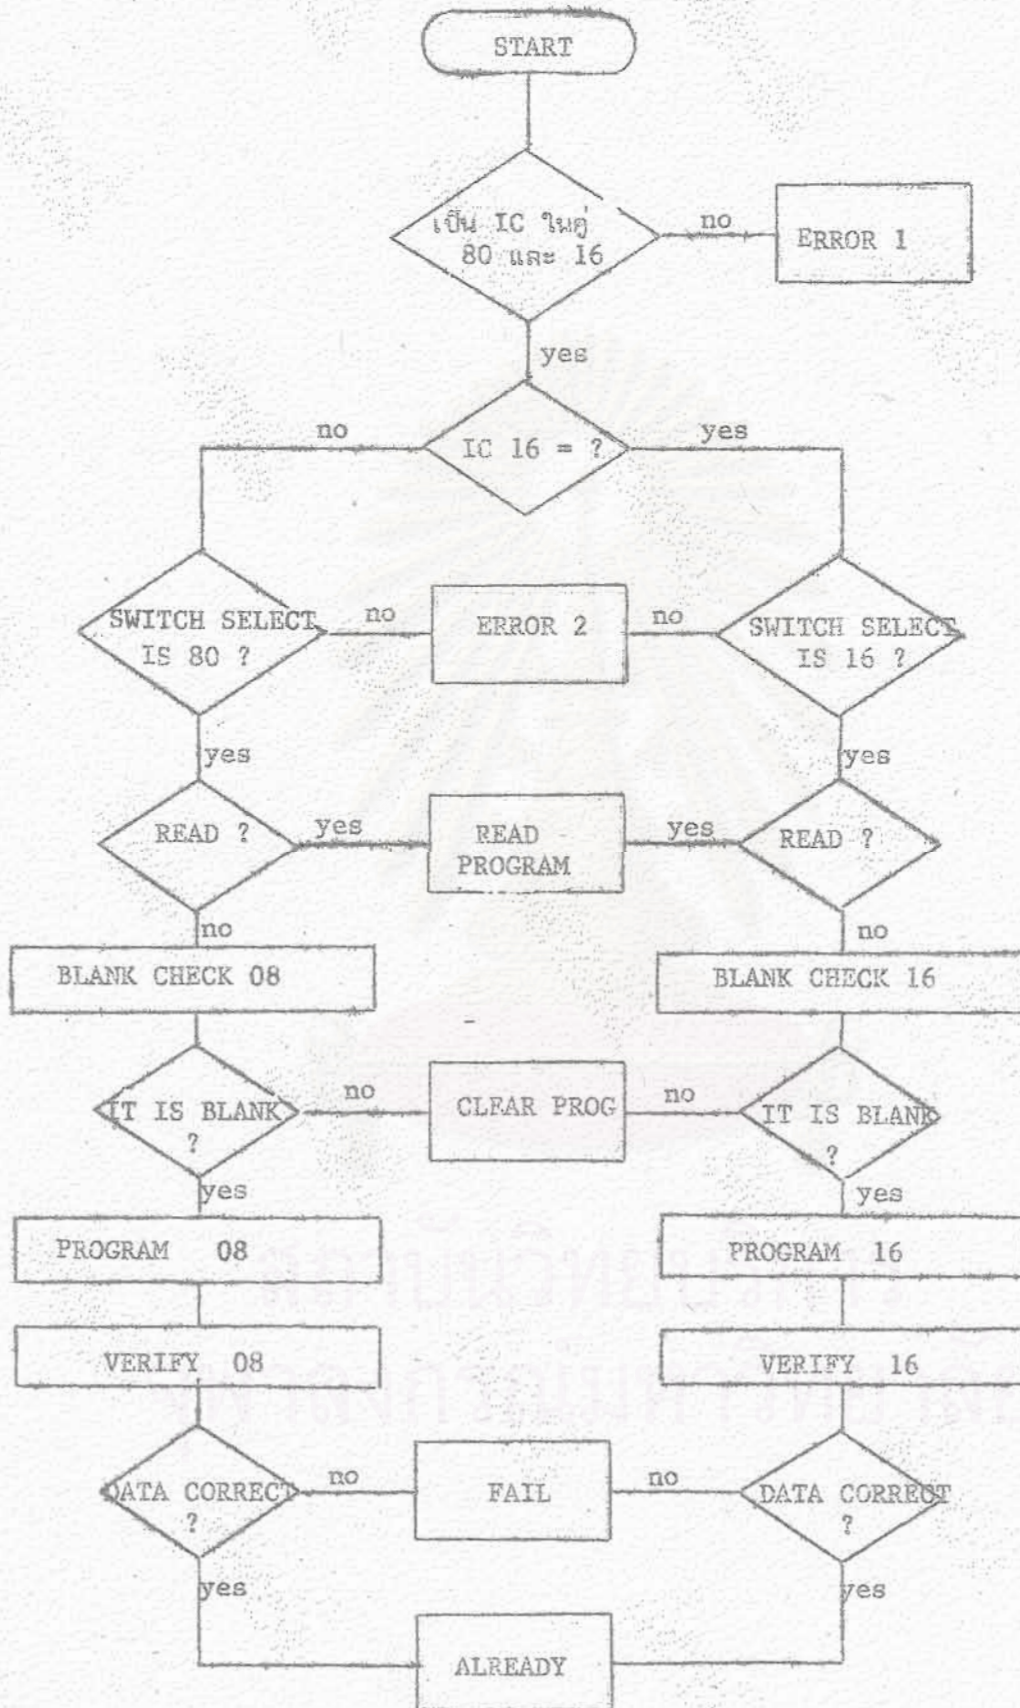 START
เป็น IC
80 และ 16
no
ERROR 1
yes
IC 16 = ?
no
yes
SWITCH SELECT
IS 80 ?
no
ERROR 2
no
SWITCH SELECT
IS 16 ?
yes
yes
READ ?
yes
READ
PROGRAM
yes
READ ?
no
no
BLANK CHECK 08
BLANK CHECK 16
IT IS BLANK
?
no
CLEAR PROG
no
IT IS BLANK
?
yes
yes
PROGRAM 08
PROGRAM 16
VERIFY 08
VERIFY 16
DATA CORRECT
?
no
FAIL
no
DATA CORRECT
?
yes
yes
ALREADY